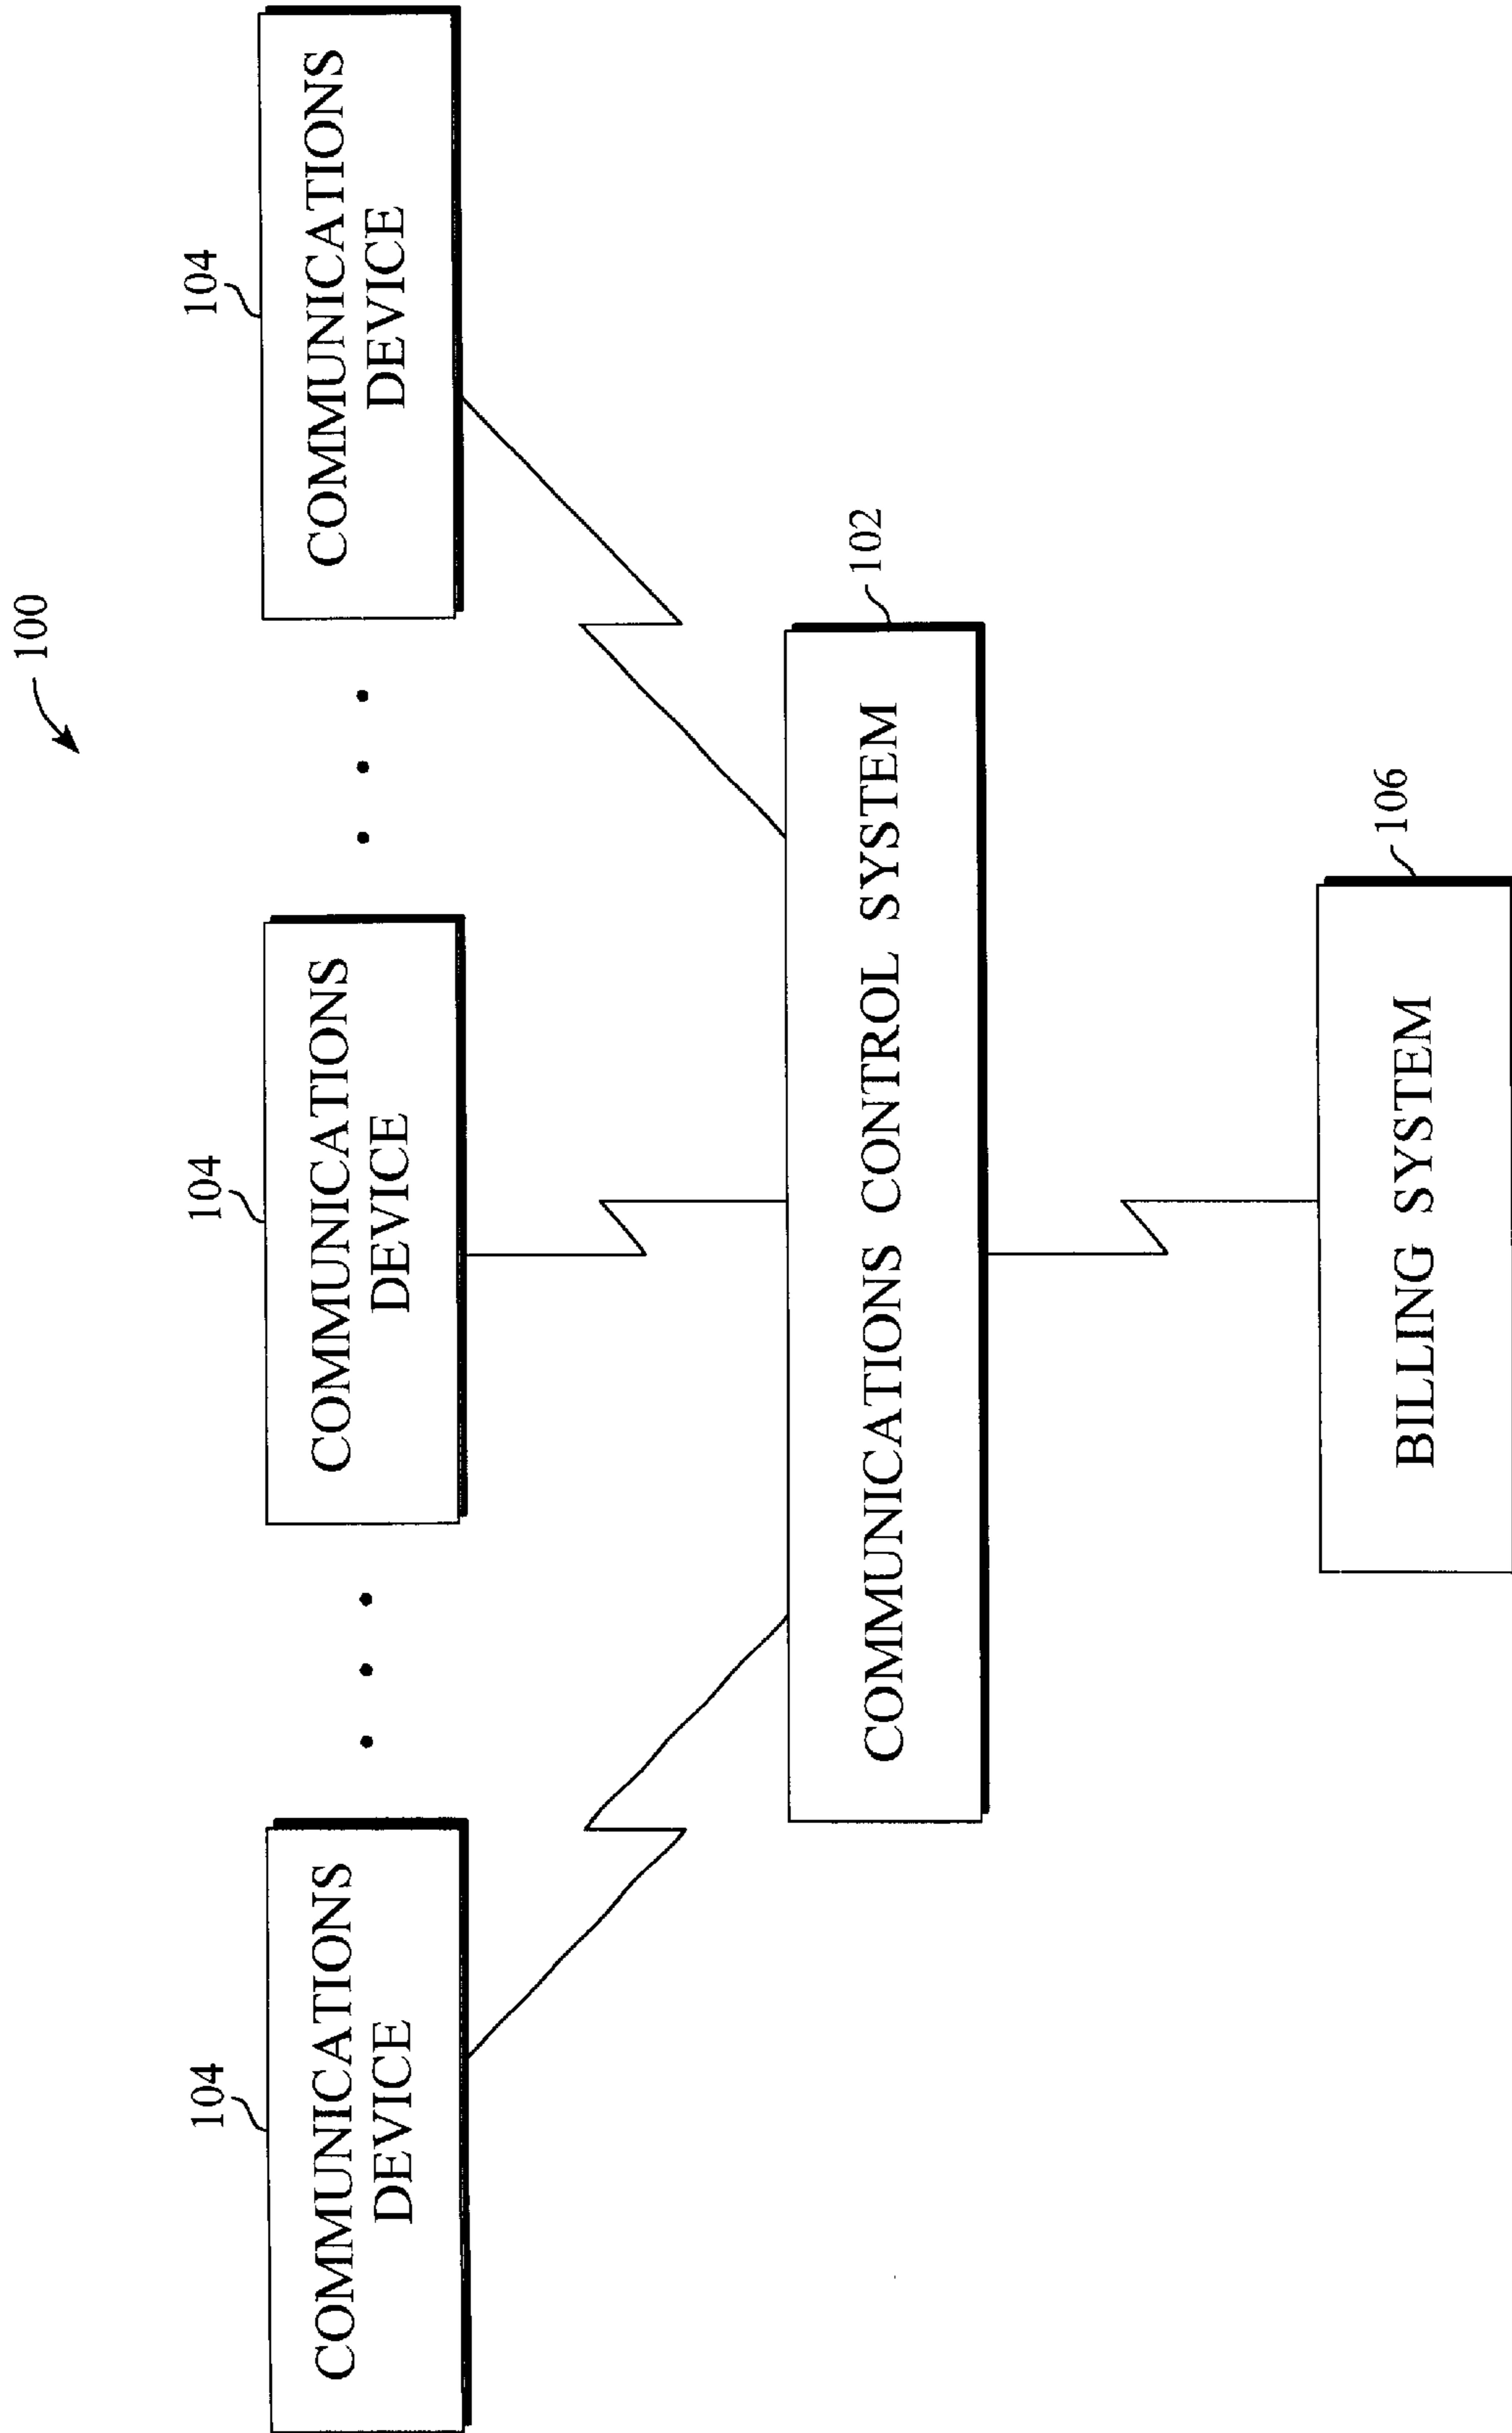 100
104
104
104
COMMUNICATIONS
DEVICE
COMMUNICATIONS
DEVICE
COMMUNICATIONS
DEVICE
102
COMMUNICATIONS CONTROL SYSTEM
106
BILLING SYSTEM